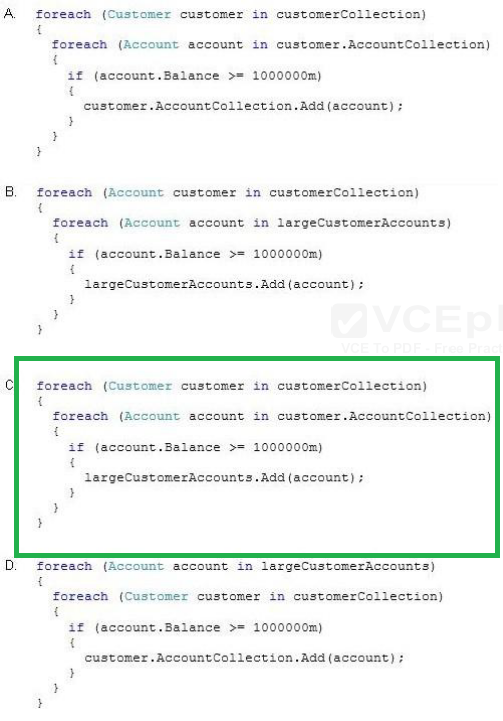 A. foreach (Customer customer in customerCollection)
{
foreach (Account account in customer.AccountCollection)
{
if (account.Balance >= 1000000m)
{
customer.AccountCollection.Add(account);
}
}
}
B. foreach (Account customer in customerCollection)
{
foreach (Account account in largeCustomerAccounts)
{
if (account.Balance >= 1000000m)
{
largeCustomerAccounts.Add(account);
}
}
}
VCEpl
VCE To PDF - Free Pract
C foreach (Customer customer in customerCollection)
{
foreach (Account account in customer.AccountCollection)
{
if (account.Balance >= 1000000m)
{
largeCustomerAccounts.Add(account);
}
}
}
D. foreach (Account account in largeCustomerAccounts)
{
foreach (Customer customer in customerCollection)
{
if (account.Balance >= 1000000m)
{
customer.AccountCollection.Add(account);
}
}
}